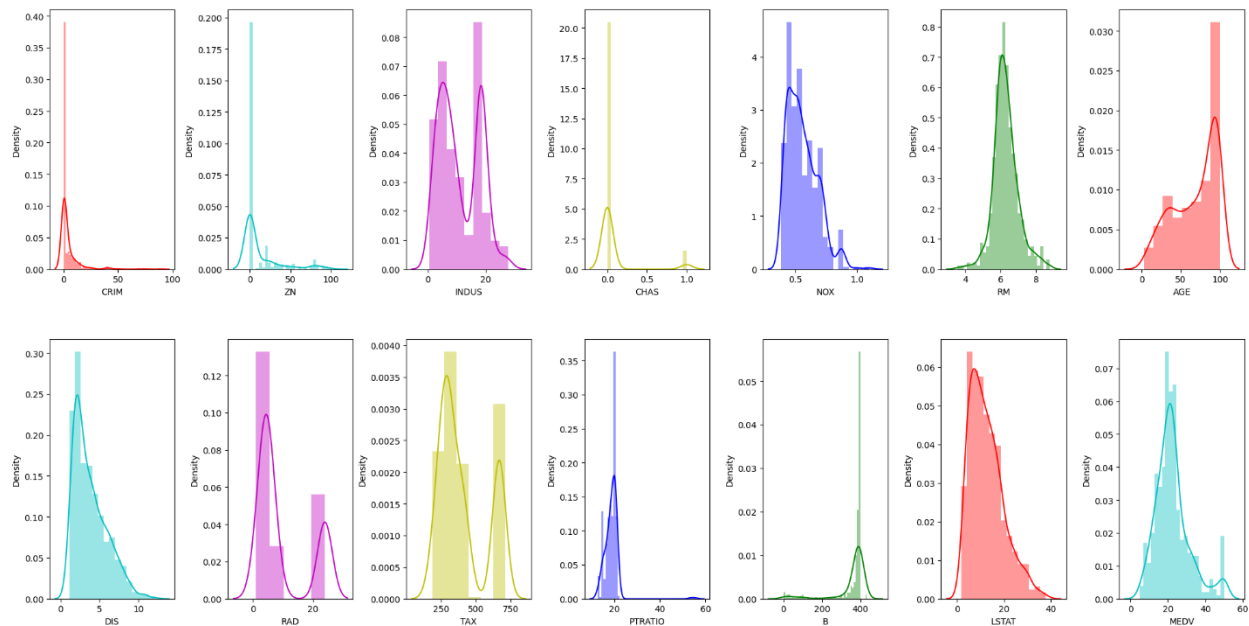 0.40
0.35
0.30
0.25
0.20
0.15
0.10
0.05
0.00
Density
0 50 100
CRIM
0.200
0.175
0.150
0.125
0.100
0.075
0.050
0.025
0.000
Density
0 50 100
ZN
0.08
0.07
0.06
0.05
0.04
0.03
0.02
0.01
0.00
Density
0 20
INDUS
20.0
17.5
15.0
12.5
10.0
7.5
5.0
2.5
0.0
Density
0.0 0.5 1.0
CHAS
4
3
2
1
0
Density
0.5 1.0
NOX
0.8
0.7
0.6
0.5
0.4
0.3
0.2
0.1
0.0
Density
4 6 8
RM
0.030
0.025
0.020
0.015
0.010
0.005
0.000
Density
0 50 100
AGE
0.30
0.25
0.20
0.15
0.10
0.05
0.00
Density
0 5 10
DIS
0.12
0.10
0.08
0.06
0.04
0.02
0.00
Density
0 20
RAD
0.0040
0.0035
0.0030
0.0025
0.0020
0.0015
0.0010
0.0005
0.0000
Density
250 500 750
TAX
0.35
0.30
0.25
0.20
0.15
0.10
0.05
0.00
Density
20 40 60
PTRATIO
0.05
0.04
0.03
0.02
0.01
0.00
Density
0 200 400
B
0.06
0.05
0.04
0.03
0.02
0.01
0.00
Density
0 20 40
LSTAT
0.07
0.06
0.05
0.04
0.03
0.02
0.01
0.00
Density
0 20 40 60
MEDV